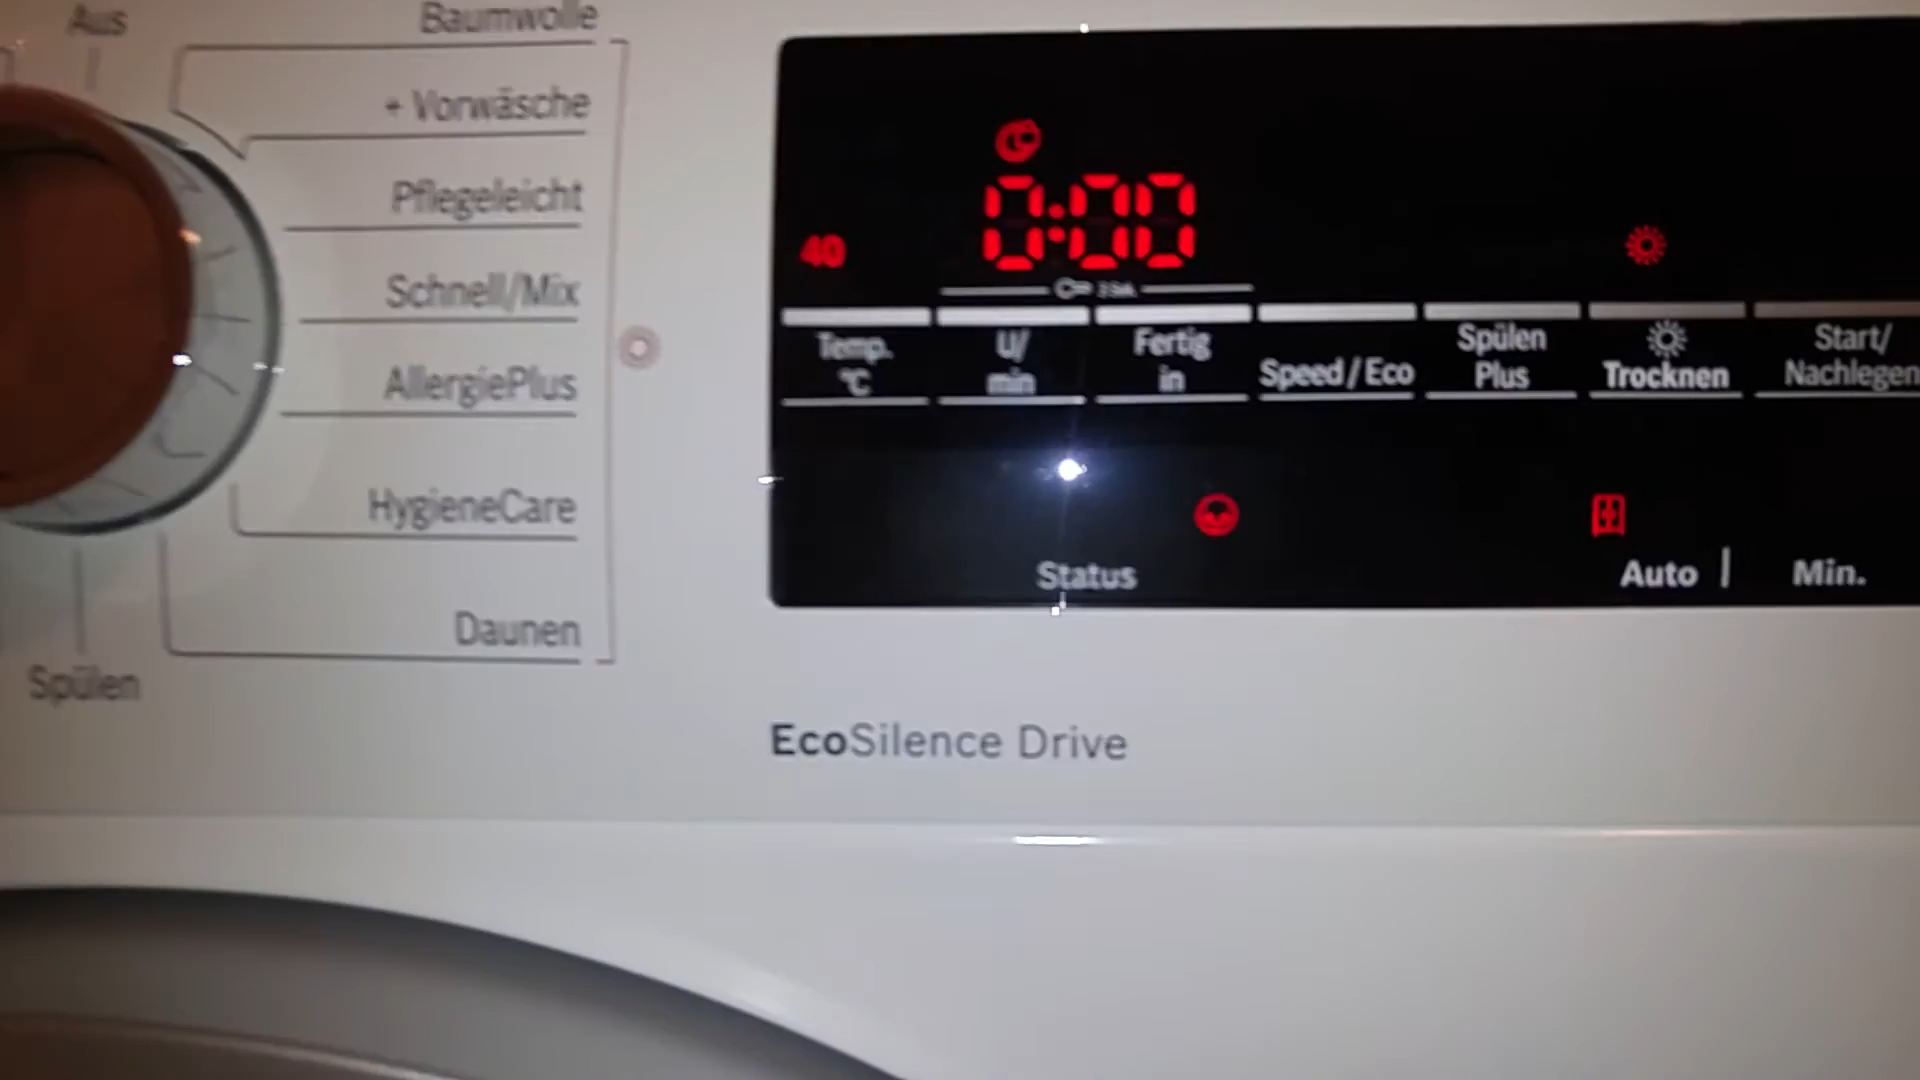 Aus
Baumwolle
+ Vorwäsche
Pflegeleicht
Schnell/Mix
AllergiePlus
HygieneCare
Daunen
Spülen
40
0:00
Temp.
°C
U/
min
Fertig
in
Speed/Eco
Spülen
Plus
Trocknen
Start/
Nachlegen
Status
Auto | Min.
EcoSilence Drive